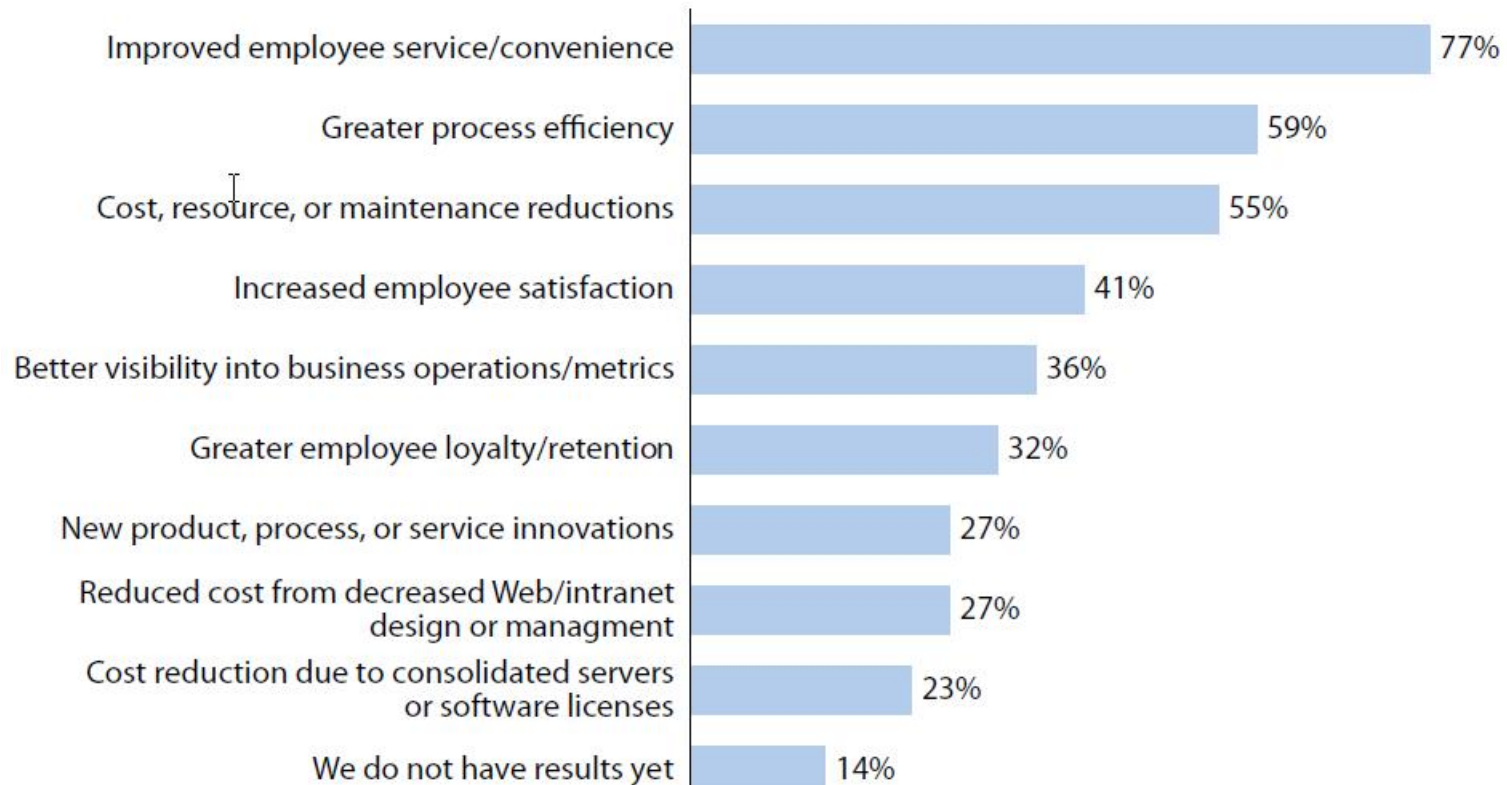 Improved employee service/convenience 77%
Greater process efficiency 59%
Cost, resource, or maintenance reductions 55%
Increased employee satisfaction 41%
Better visibility into business operations/metrics 36%
Greater employee loyalty/retention 32%
New product, process, or service innovations 27%
Reduced cost from decreased Web/intranet
design or managment 27%
Cost reduction due to consolidated servers
or software licenses 23%
We do not have results yet 14%